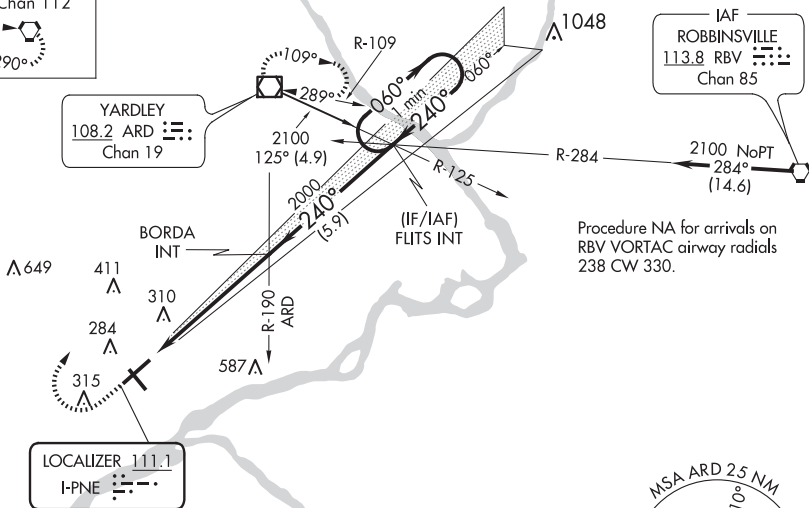 Chan 112
290°
109°
R-109
289°
060°
1 min
240°
060°
1048
IAF
ROBBINSVILLE
113.8 RBV
Chan 85
YARDLEY
108.2 ARD
Chan 19
2100
125° (4.9)
R-284
2100 NoPT
284°
(14.6)
R-125
2000
240°
(5.9)
(IF/IAF)
FLITS INT
BORDA
INT
Procedure NA for arrivals on
RBV VORTAC airway radials
238 CW 330.
649
411
310
284
315
587
R-190
ARD
LOCALIZER 111.1
I-PNE
MSA ARD 25 NM
10°